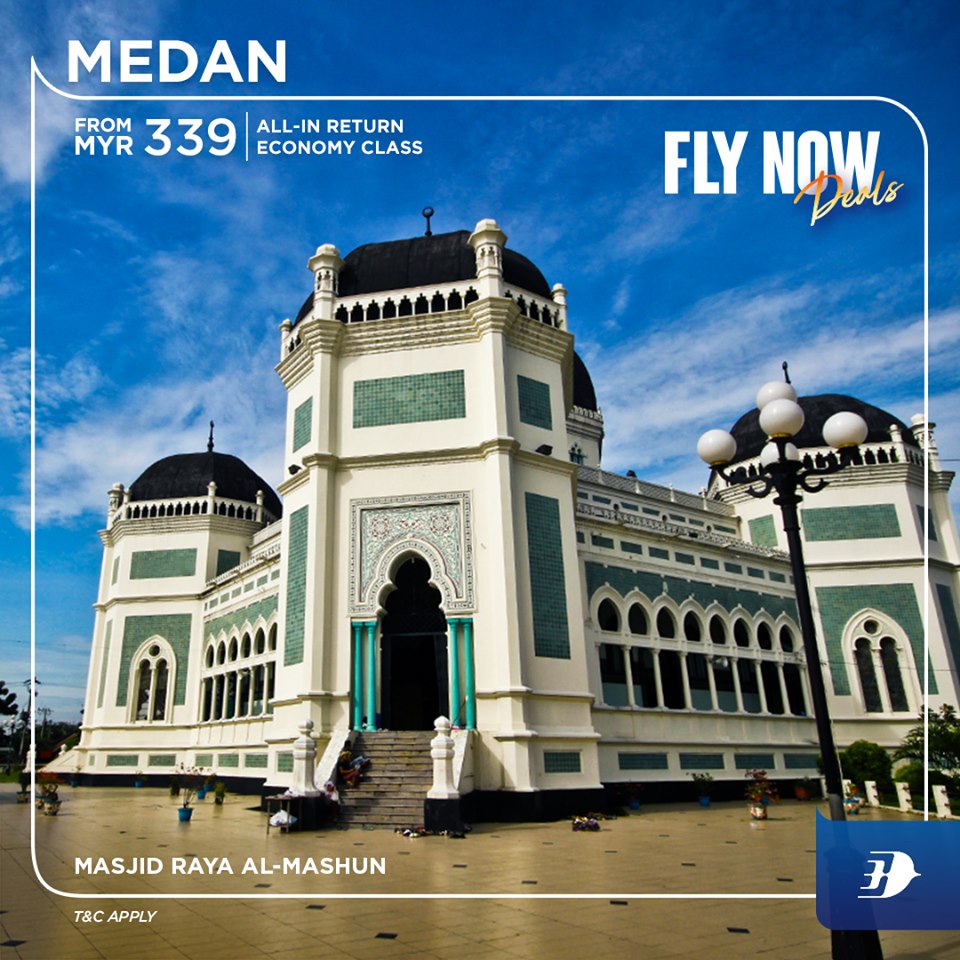 MEDAN
FROM
MYR 339
ALL-IN RETURN
ECONOMY CLASS
FLY NOW
Deals
MASJID RAYA AL-MASHUN
T&C APPLY